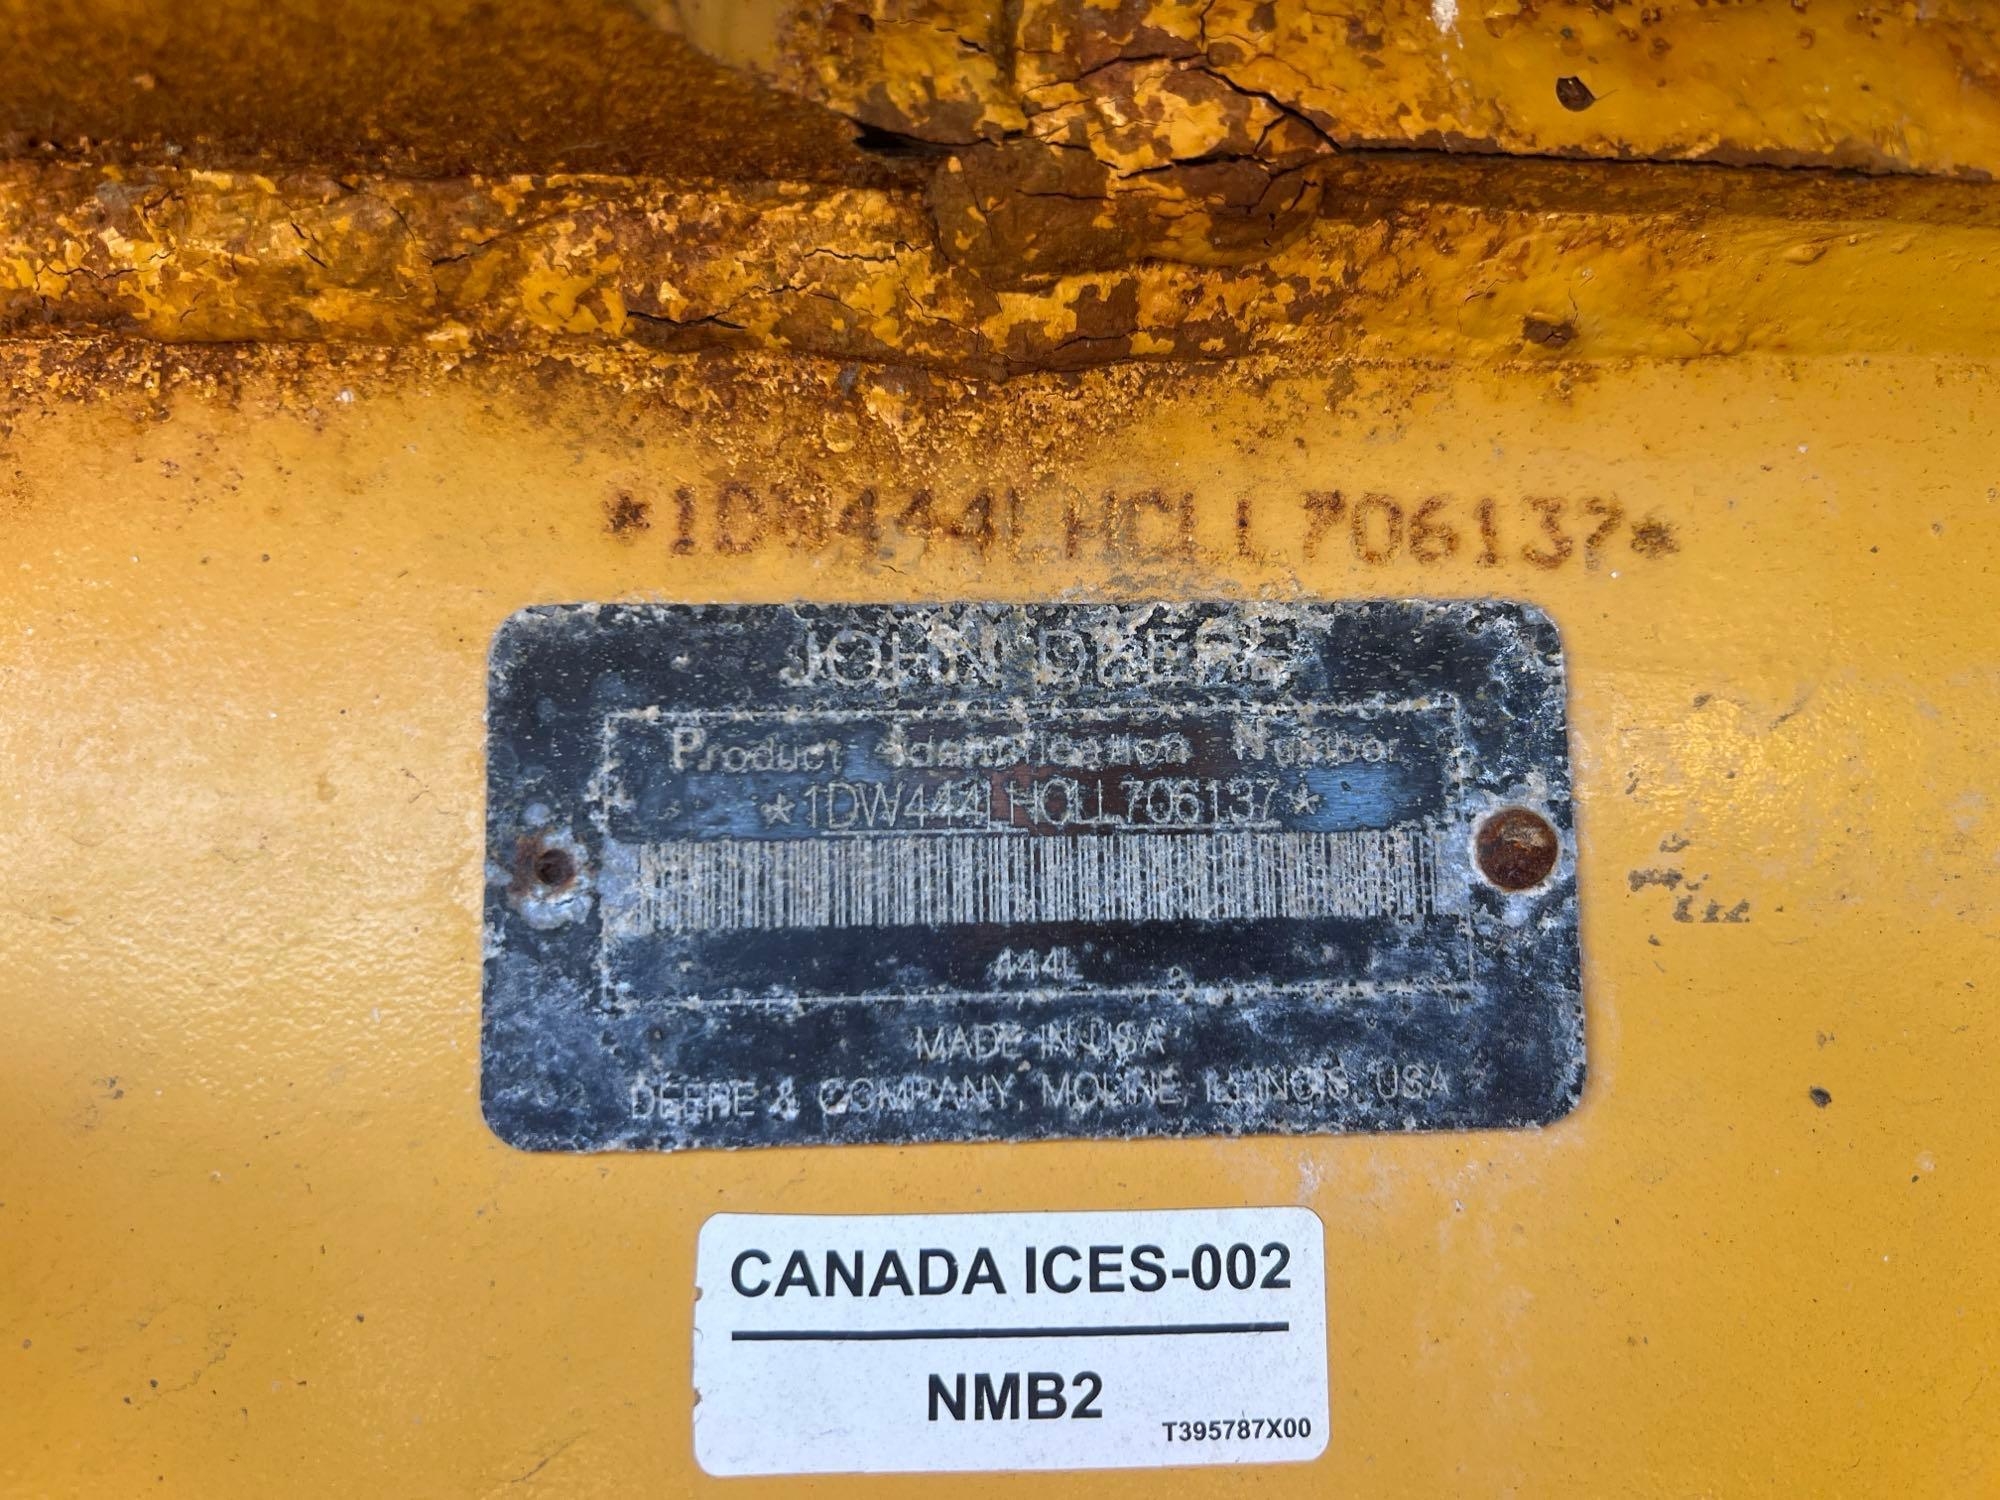 *1DW444LHCLL706137*
JOHN DEERE
Product Identification Number
*1DW444LHCLL706137*
444L
MADE IN USA
DEERE & COMPANY, MOLINE, ILLINOIS, USA
CANADA ICES-002
NMB2
T395787X00